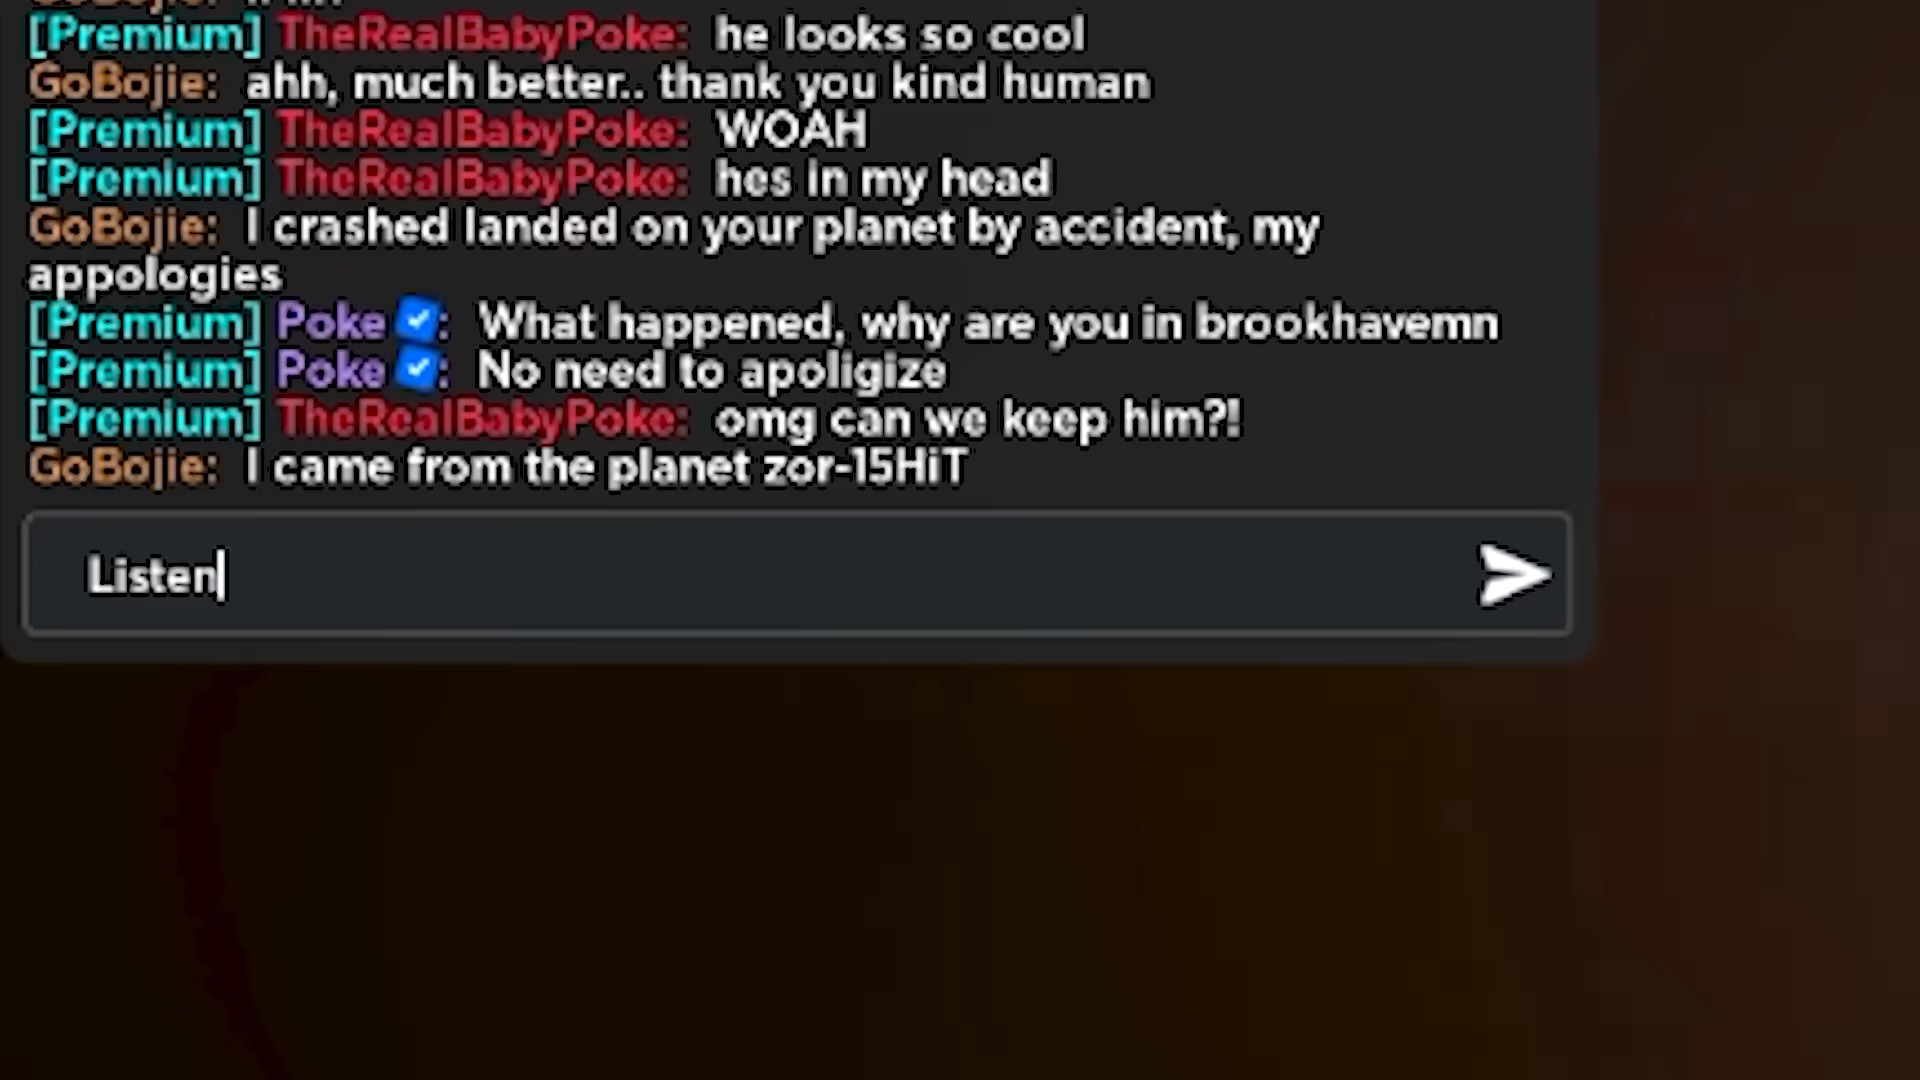 [Premium] TheRealBabyPoke: he looks so cool
GoBojie: ahh, much better.. thank you kind human
[Premium] TheRealBabyPoke: WOAH
[Premium] TheRealBabyPoke: hes in my head
GoBojie: I crashed landed on your planet by accident, my
appologies
[Premium] Poke☑: What happened, why are you in brookhavemn
[Premium] Poke☑: No need to apoligize
[Premium] TheRealBabyPoke: omg can we keep him?!
GoBojie: I came from the planet zor-15HiT
Listen